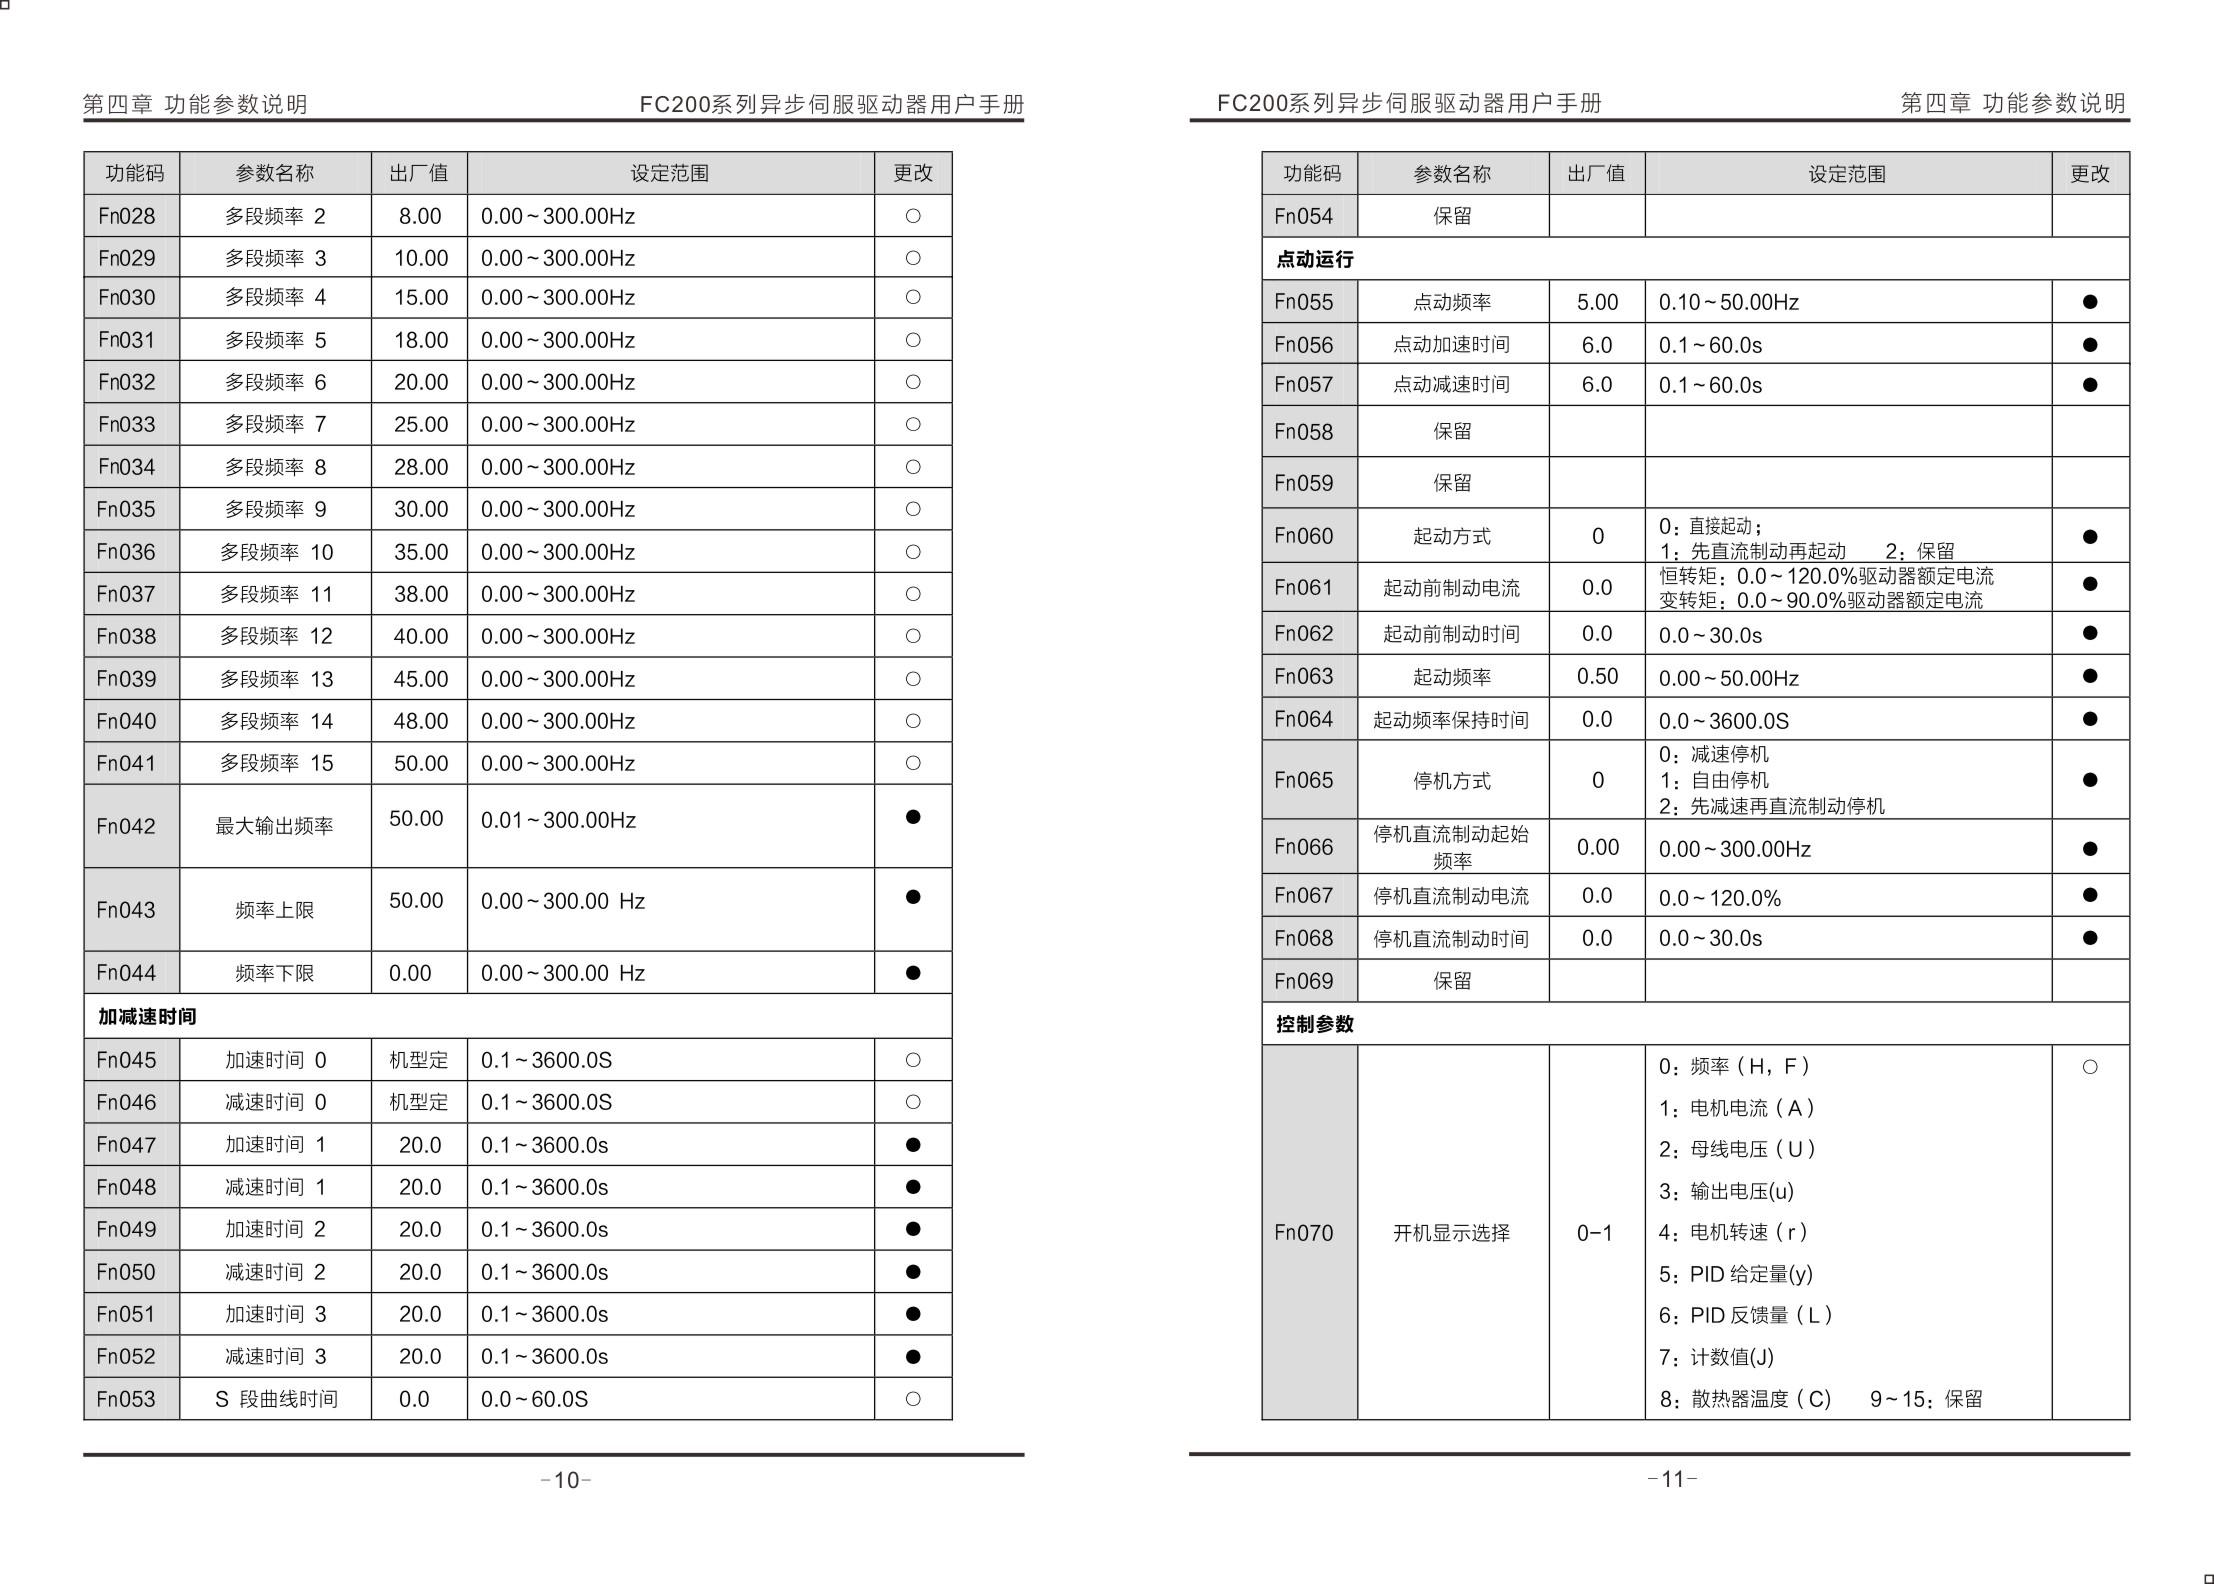 第四章 功能参数说明 FC200系列异步伺服驱动器用户手册
功能码 参数名称 出厂值 设定范围 更改
Fn028 多段频率 2 8.00 0.00~300.00Hz ○
Fn029 多段频率 3 10.00 0.00~300.00Hz ○
Fn030 多段频率 4 15.00 0.00~300.00Hz ○
Fn031 多段频率 5 18.00 0.00~300.00Hz ○
Fn032 多段频率 6 20.00 0.00~300.00Hz ○
Fn033 多段频率 7 25.00 0.00~300.00Hz ○
Fn034 多段频率 8 28.00 0.00~300.00Hz ○
Fn035 多段频率 9 30.00 0.00~300.00Hz ○
Fn036 多段频率 10 35.00 0.00~300.00Hz ○
Fn037 多段频率 11 38.00 0.00~300.00Hz ○
Fn038 多段频率 12 40.00 0.00~300.00Hz ○
Fn039 多段频率 13 45.00 0.00~300.00Hz ○
Fn040 多段频率 14 48.00 0.00~300.00Hz ○
Fn041 多段频率 15 50.00 0.00~300.00Hz ○
Fn042 最大输出频率 50.00 0.01~300.00Hz ●
Fn043 频率上限 50.00 0.00~300.00 Hz ●
Fn044 频率下限 0.00 0.00~300.00 Hz ●
加减速时间
Fn045 加速时间 0 机型定 0.1~3600.0S ○
Fn046 减速时间 0 机型定 0.1~3600.0S ○
Fn047 加速时间 1 20.0 0.1~3600.0s ●
Fn048 减速时间 1 20.0 0.1~3600.0s ●
Fn049 加速时间 2 20.0 0.1~3600.0s ●
Fn050 减速时间 2 20.0 0.1~3600.0s ●
Fn051 加速时间 3 20.0 0.1~3600.0s ●
Fn052 减速时间 3 20.0 0.1~3600.0s ●
Fn053 S 段曲线时间 0.0 0.0~60.0S ○
-10-
FC200系列异步伺服驱动器用户手册 第四章 功能参数说明
功能码 参数名称 出厂值 设定范围 更改
Fn054 保留
点动运行
Fn055 点动频率 5.00 0.10~50.00Hz ●
Fn056 点动加速时间 6.0 0.1~60.0s ●
Fn057 点动减速时间 6.0 0.1~60.0s ●
Fn058 保留
Fn059 保留
Fn060 起动方式 0 0：直接起动；
1：先直流制动再起动 2：保留 ●
Fn061 起动前制动电流 0.0 恒转矩：0.0~120.0%驱动器额定电流
变转矩：0.0~90.0%驱动器额定电流 ●
Fn062 起动前制动时间 0.0 0.0~30.0s ●
Fn063 起动频率 0.50 0.00~50.00Hz ●
Fn064 起动频率保持时间 0.0 0.0~3600.0S ●
Fn065 停机方式 0 0：减速停机
1：自由停机 ●
2：先减速再直流制动停机
Fn066 停机直流制动起始
频率 0.00 0.00~300.00Hz ●
Fn067 停机直流制动电流 0.0 0.0~120.0% ●
Fn068 停机直流制动时间 0.0 0.0~30.0s ●
Fn069 保留
控制参数
Fn070 开机显示选择 0-1 0：频率（H，F） ○
1：电机电流（A）
2：母线电压（U）
3：输出电压(u)
4：电机转速（r）
5：PID 给定量(y)
6：PID 反馈量（L）
7：计数值(J)
8：散热器温度（C) 9~15：保留
-11-